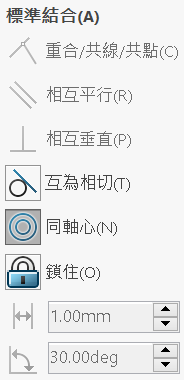 標準結合(A)
重合/共線/共點(C)
相互平行(R)
相互垂直(P)
互為相切(T)
同軸心(N)
鎖住(O)
1.00mm
30.00deg